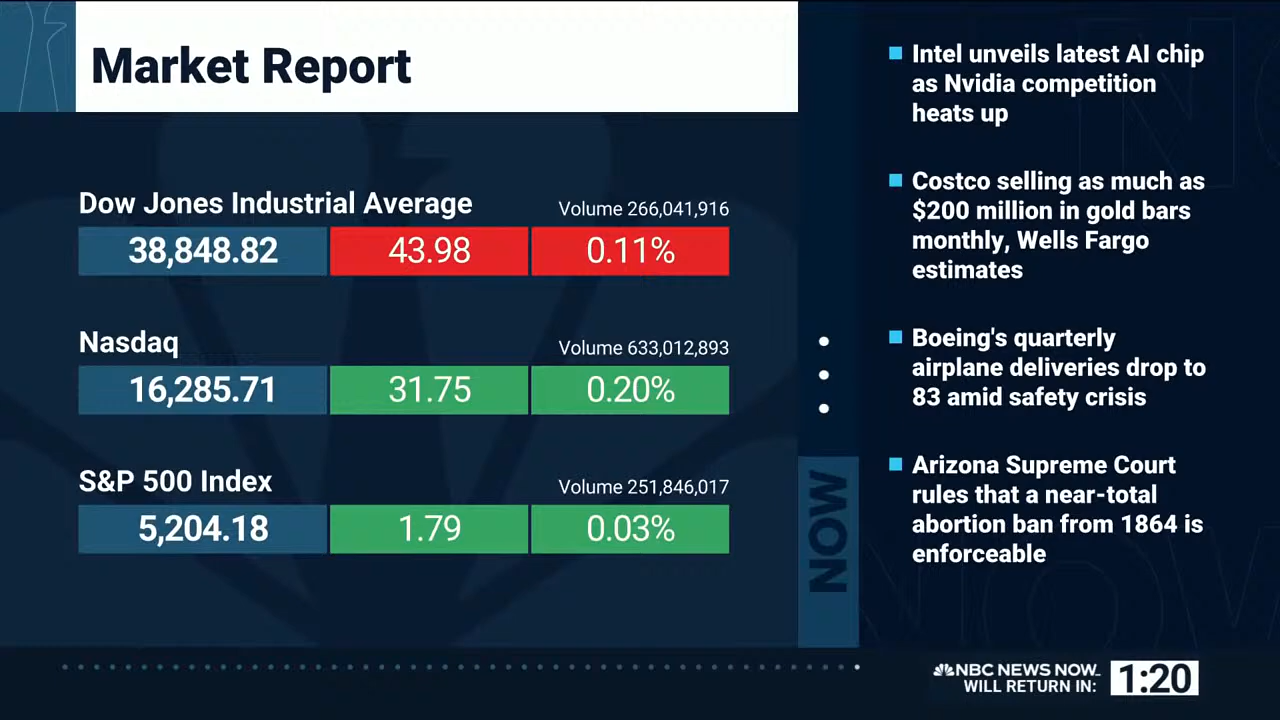 Market Report
Dow Jones Industrial Average
Volume 266,041,916
38,848.82
43.98
0.11%
Nasdaq
Volume 633,012,893
16,285.71
31.75
0.20%
S&P 500 Index
Volume 251,846,017
5,204.18
1.79
0.03%
NOW
Intel unveils latest AI chip
as Nvidia competition
heats up
Costco selling as much as
$200 million in gold bars
monthly, Wells Fargo
estimates
Boeing's quarterly
airplane deliveries drop to
83 amid safety crisis
Arizona Supreme Court
rules that a near-total
abortion ban from 1864 is
enforceable
NBC NEWS NOW
WILL RETURN IN:
1:20